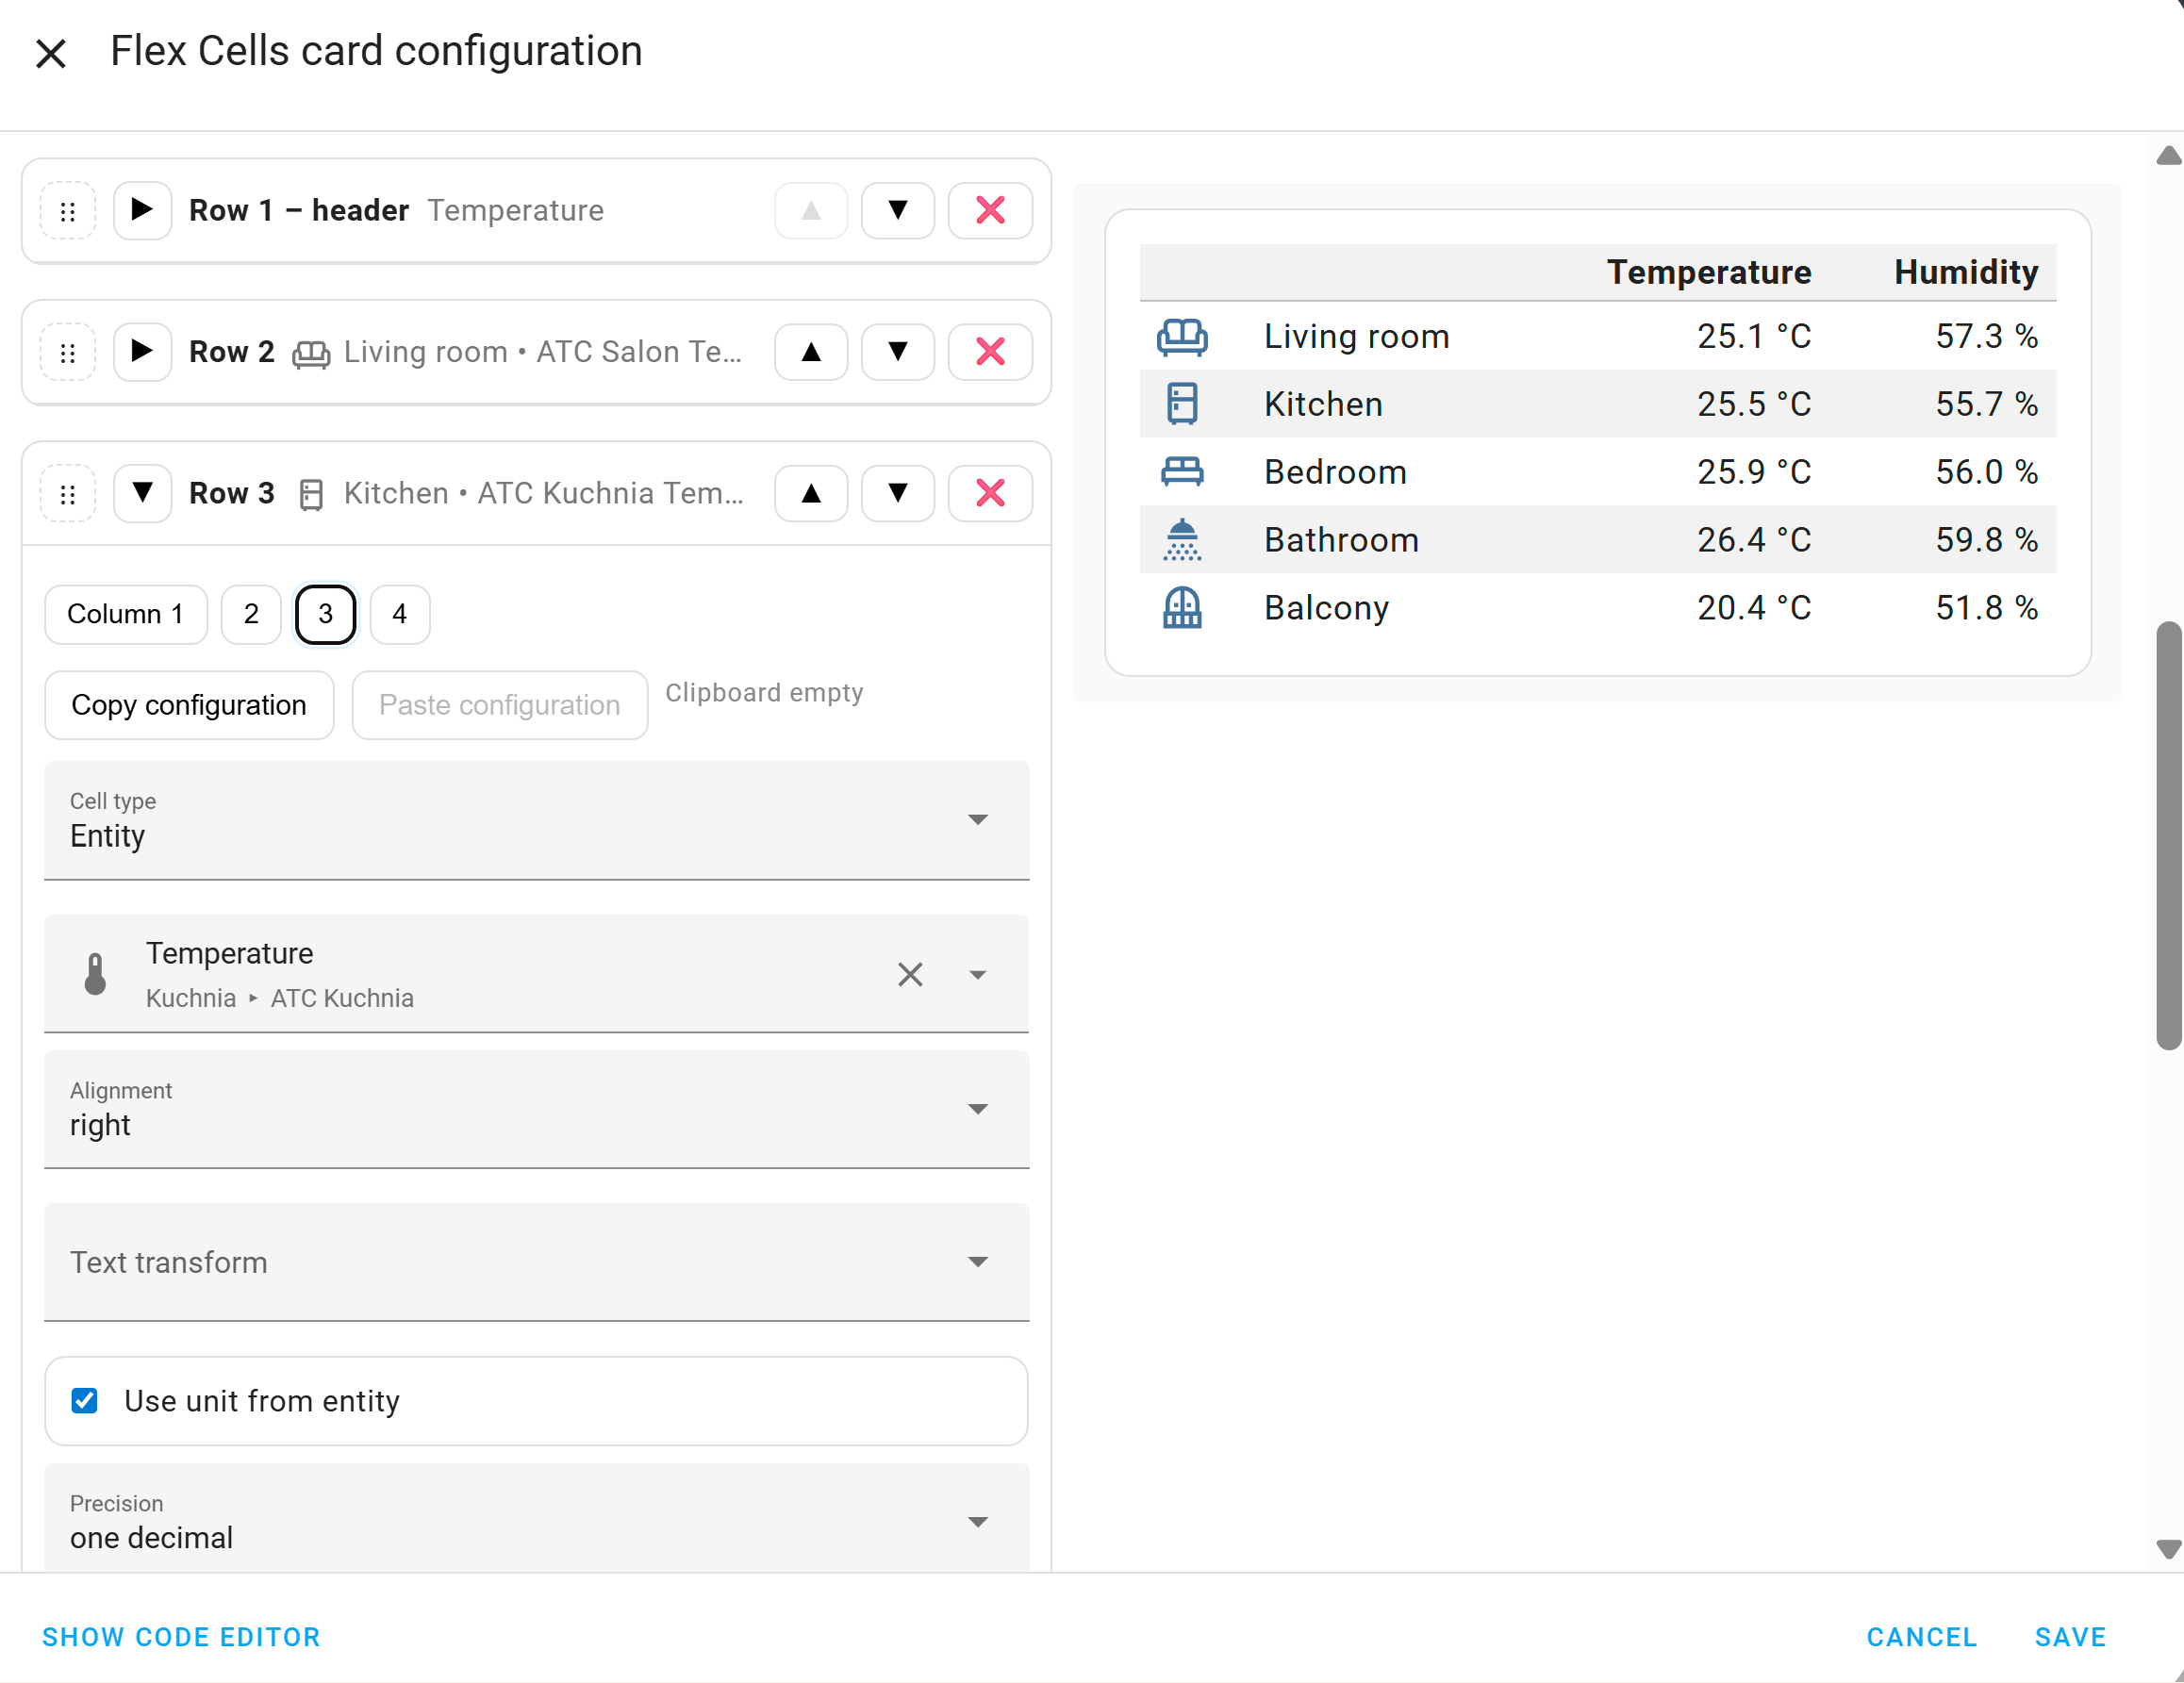 Flex Cells card configuration
Row 1 – header Temperature
Row 2 Living room • ATC Salon Te...
Row 3 Kitchen • ATC Kuchnia Tem...
Column 1 2 3 4
Copy configuration Paste configuration Clipboard empty
Cell type
Entity
Temperature
Kuchnia ▸ ATC Kuchnia
Alignment
right
Text transform
Use unit from entity
Precision
one decimal
Temperature Humidity
Living room 25.1 °C 57.3 %
Kitchen 25.5 °C 55.7 %
Bedroom 25.9 °C 56.0 %
Bathroom 26.4 °C 59.8 %
Balcony 20.4 °C 51.8 %
SHOW CODE EDITOR CANCEL SAVE